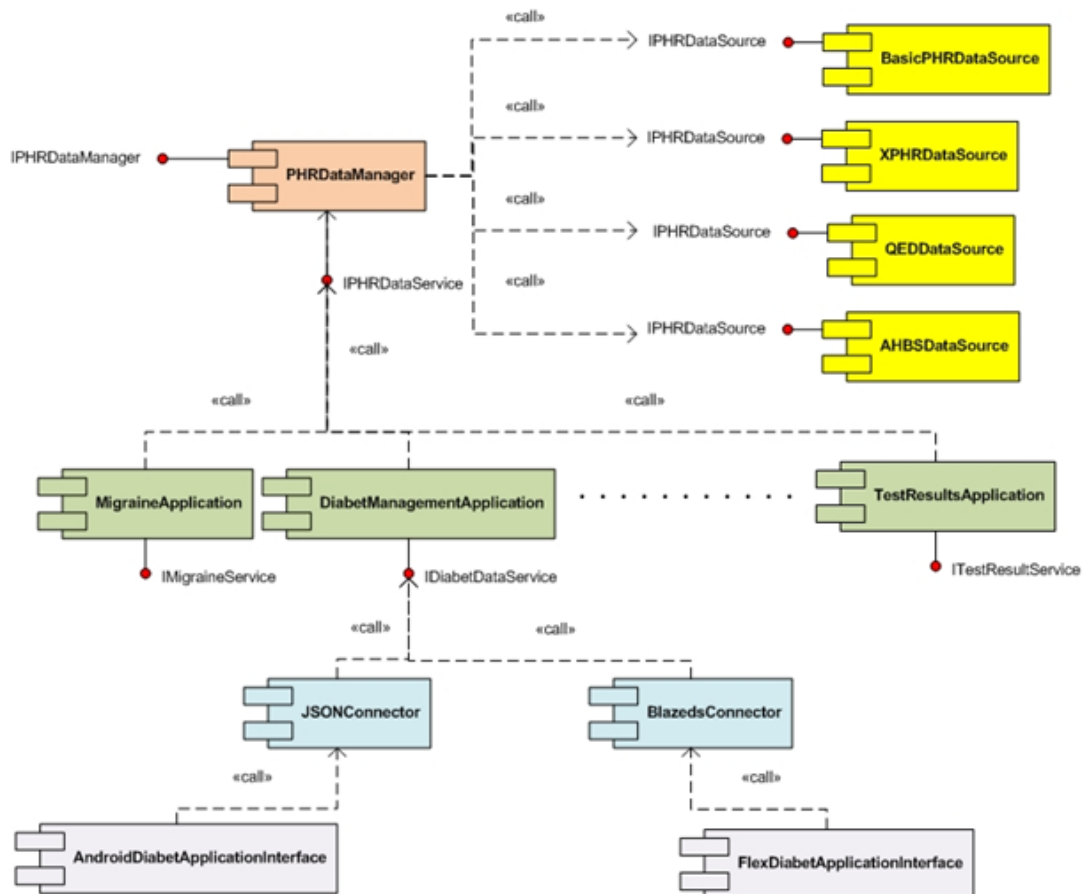 «call»
IPHRDataSource
BasicPHRDataSource
«call»
IPHRDataSource
XPHRDataSource
IPHRDataManager
PHRDataManager
«call»
IPHRDataSource
QEDDataSource
IPHRDataService
«call»
IPHRDataSource
AHBSDataSource
«call»
«call»
«call»
MigraineApplication
DiabetManagementApplication
TestResultsApplication
IMigraineService
IDiabetDataService
ITestResultService
«call»
«call»
JSONConnector
BlazedsConnector
«call»
«call»
AndroidDiabetApplicationInterface
FlexDiabetApplicationInterface